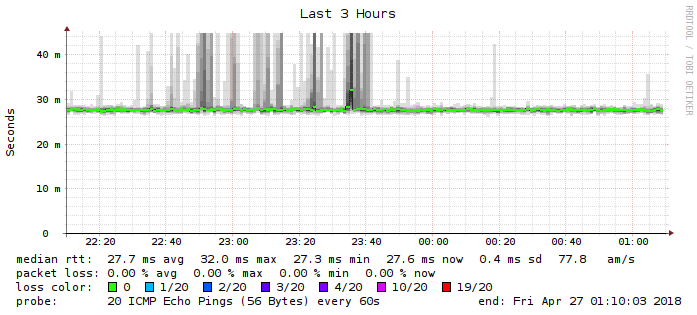 Last 3 Hours
RRDTOOL / TOBI OETIKER
Seconds
40 m
30 m
20 m
10 m
0
22:20 22:40 23:00 23:20 23:40 00:00 00:20 00:40 01:00
median rtt: 27.7 ms avg 32.0 ms max 27.3 ms min 27.6 ms now 0.4 ms sd 77.8 am/s
packet loss: 0.00 % avg 0.00 % max 0.00 % min 0.00 % now
loss color: 0 1/20 2/20 3/20 4/20 10/20 19/20
probe: 20 ICMP Echo Pings (56 Bytes) every 60s end: Fri Apr 27 01:10:03 2018